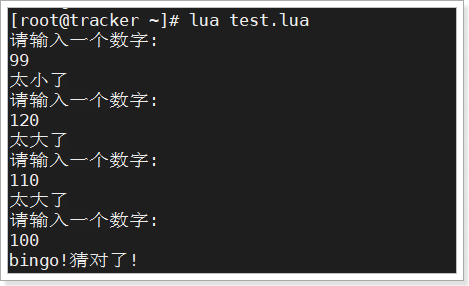 [root@tracker ~]# lua test.lua
请输入一个数字:
99
太小了
请输入一个数字:
120
太大了
请输入一个数字:
110
太大了
请输入一个数字:
100
bingo!猜对了!